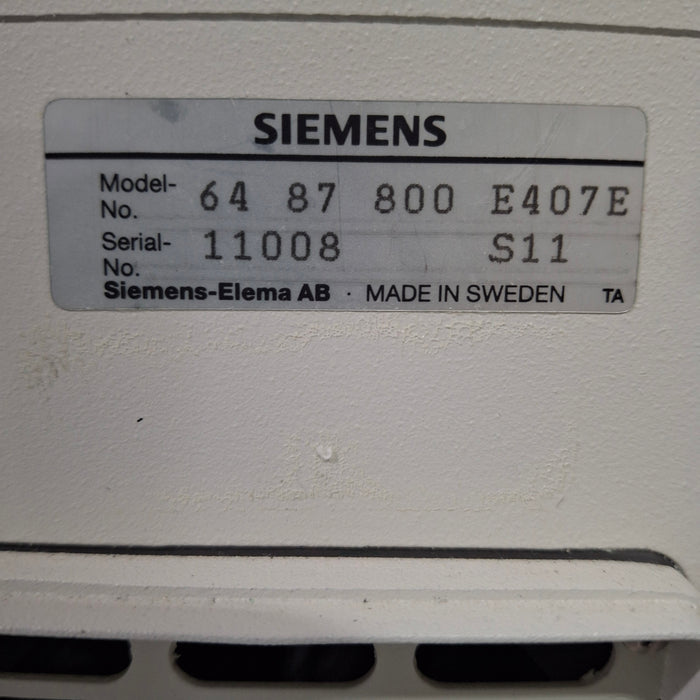 SIEMENS
Model-No. 64 87 800 E407E
Serial-No. 11008 S11
Siemens-Elema AB · MADE IN SWEDEN TA